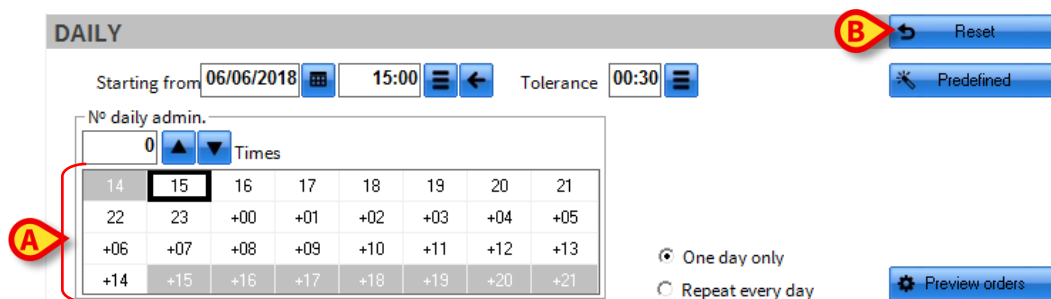 DAILY
B
Reset
Starting from 06/06/2018 15:00 Tolerance 00:30
Predefined
Nº daily admin.
0 Times
14 15 16 17 18 19 20 21
22 23 +00 +01 +02 +03 +04 +05
A
+06 +07 +08 +09 +10 +11 +12 +13
One day only
+14 +15 +16 +17 +18 +19 +20 +21
Preview orders
Repeat every day